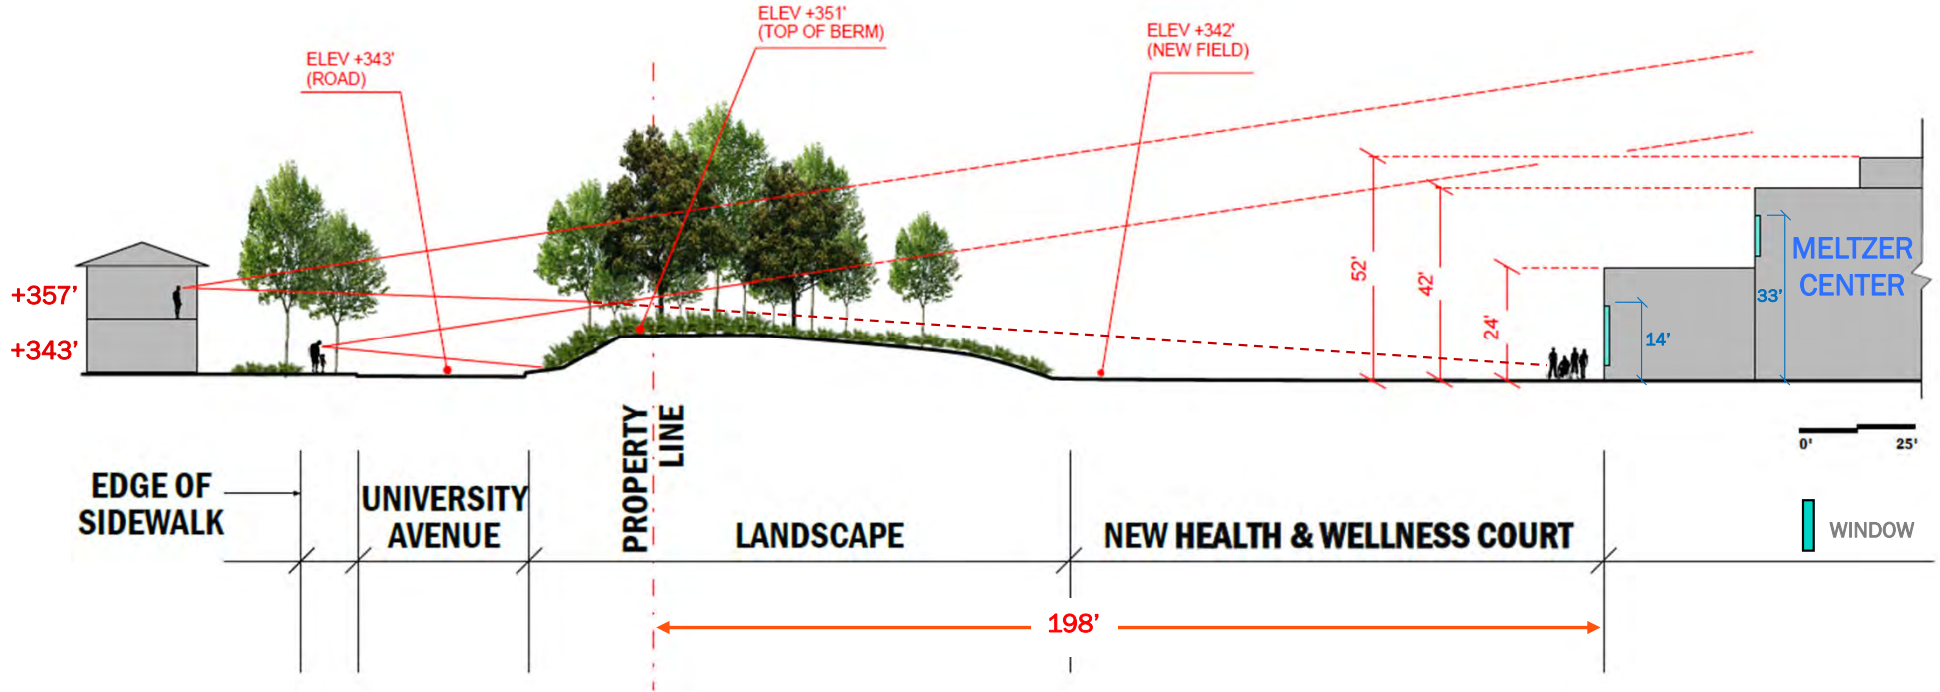 ELEV +351'
(TOP OF BERM)
ELEV +342'
(NEW FIELD)
ELEV +343'
(ROAD)
+357'
+343'
52'
42'
24'
14'
33'
MELTZER
CENTER
0' 25'
PROPERTY
LINE
EDGE OF
SIDEWALK
UNIVERSITY
AVENUE
LANDSCAPE
NEW HEALTH & WELLNESS COURT
WINDOW
198'